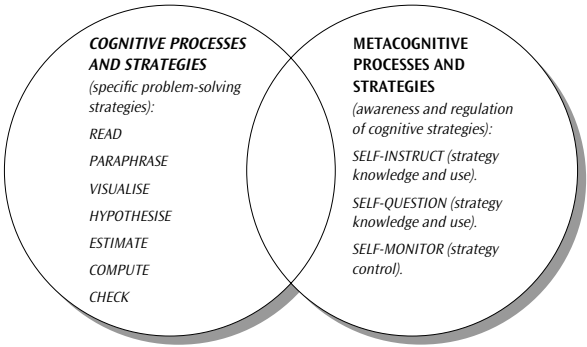 COGNITIVE PROCESSES
AND STRATEGIES
(specific problem-solving
strategies):
READ
PARAPHRASE
VISUALISE
HYPOTHESISE
ESTIMATE
COMPUTE
CHECK
METACOGNITIVE
PROCESSES AND
STRATEGIES
(awareness and regulation
of cognitive strategies):
SELF-INSTRUCT (strategy
knowledge and use).
SELF-QUESTION (strategy
knowledge and use).
SELF-MONITOR (strategy
control).